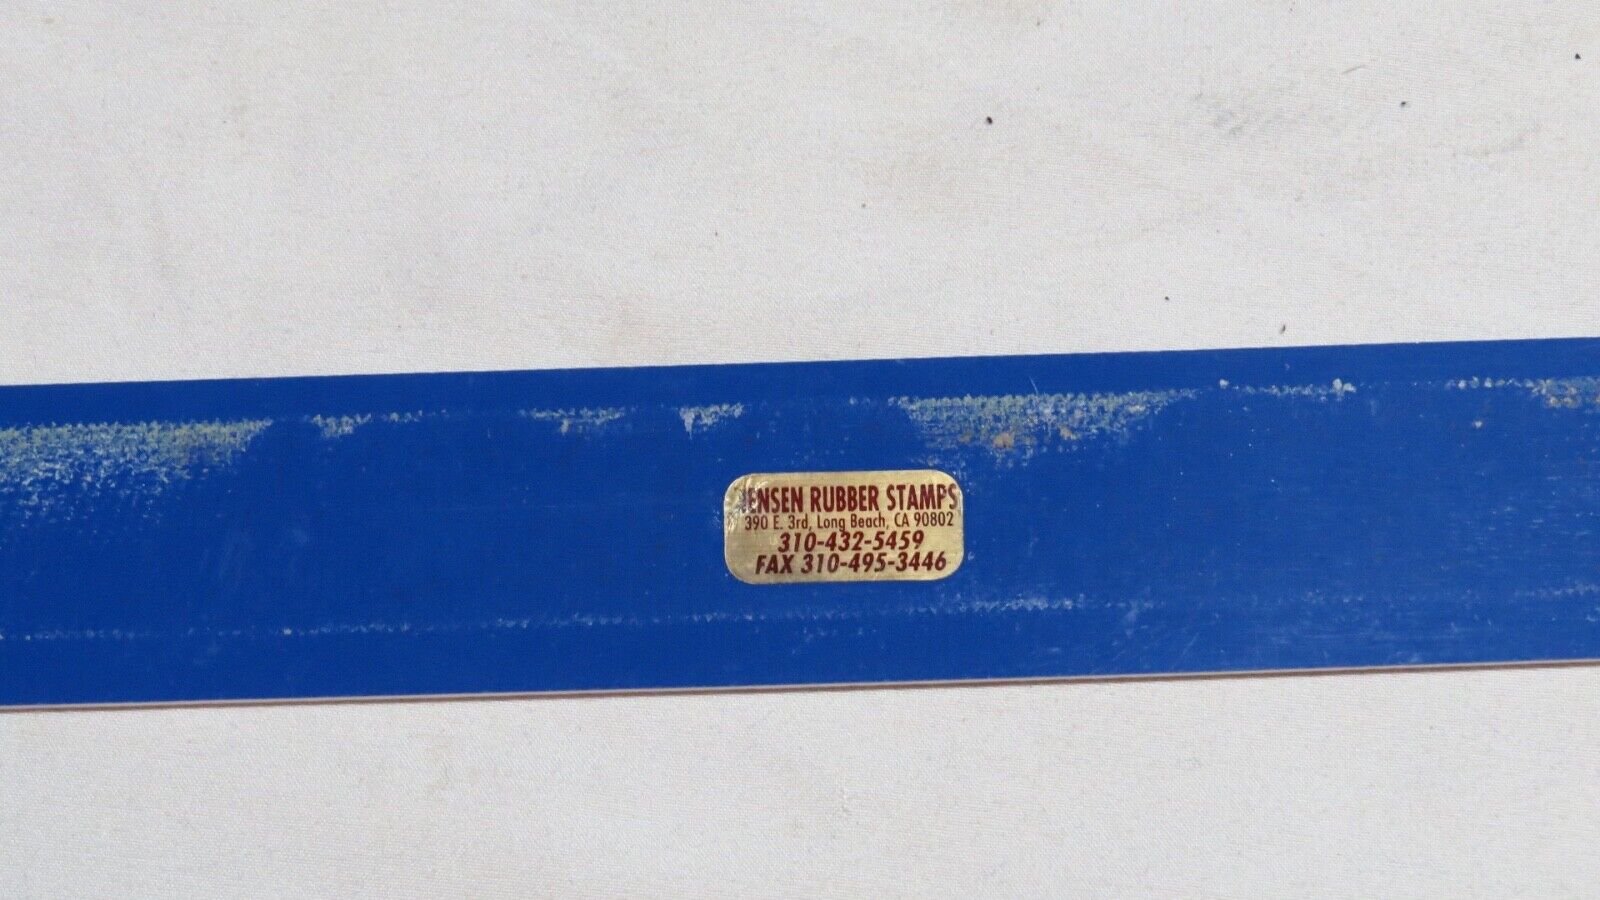 JENSEN RUBBER STAMPS
390 E. 3rd, Long Beach, CA 90802
310-432-5459
FAX 310-495-3446